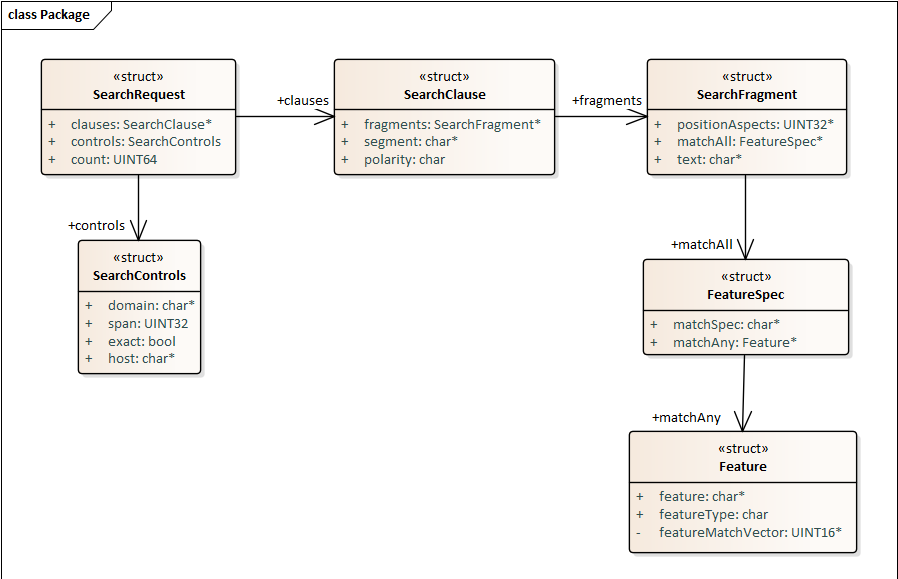 class Package
«struct»
SearchRequest
+ clauses: SearchClause*
+ controls: SearchControls
+ count: UINT64
+clauses
«struct»
SearchClause
+ fragments: SearchFragment*
+ segment: char*
+ polarity: char
+fragments
«struct»
SearchFragment
+ positionAspects: UINT32*
+ matchAll: FeatureSpec*
+ text: char*
+controls
«struct»
SearchControls
+ domain: char*
+ span: UINT32
+ exact: bool
+ host: char*
+matchAll
«struct»
FeatureSpec
+ matchSpec: char*
+ matchAny: Feature*
+matchAny
«struct»
Feature
+ feature: char*
+ featureType: char
- featureMatchVector: UINT16*